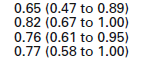 0.65 (0.47 to 0.89)
0.82 (0.67 to 1.00)
0.76 (0.61 to 0.95)
0.77 (0.58 to 1.00)